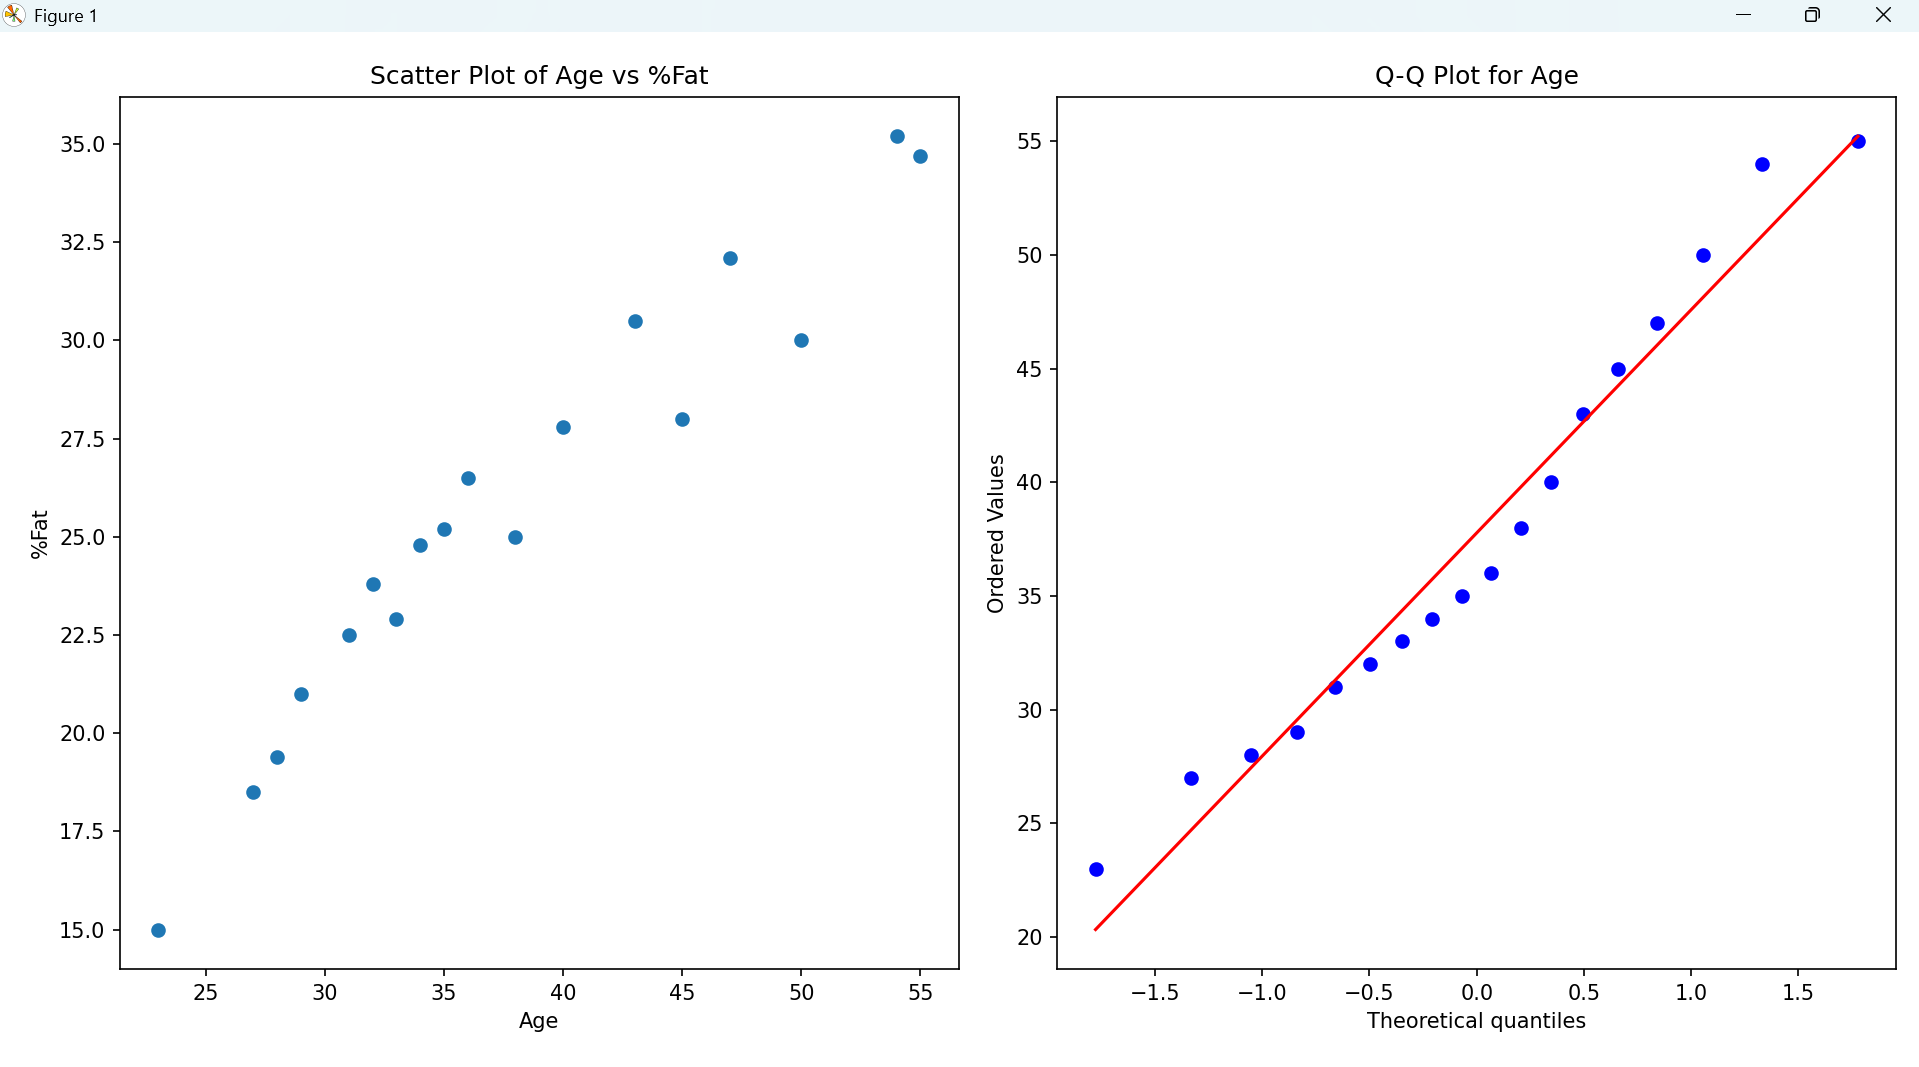 Figure 1
Scatter Plot of Age vs %Fat
35.0
32.5
30.0
27.5
25.0
22.5
20.0
17.5
15.0
%Fat
25 30 35 40 45 50 55
Age
Q-Q Plot for Age
55
50
45
40
35
30
25
20
Ordered Values
−1.5 −1.0 −0.5 0.0 0.5 1.0 1.5
Theoretical quantiles